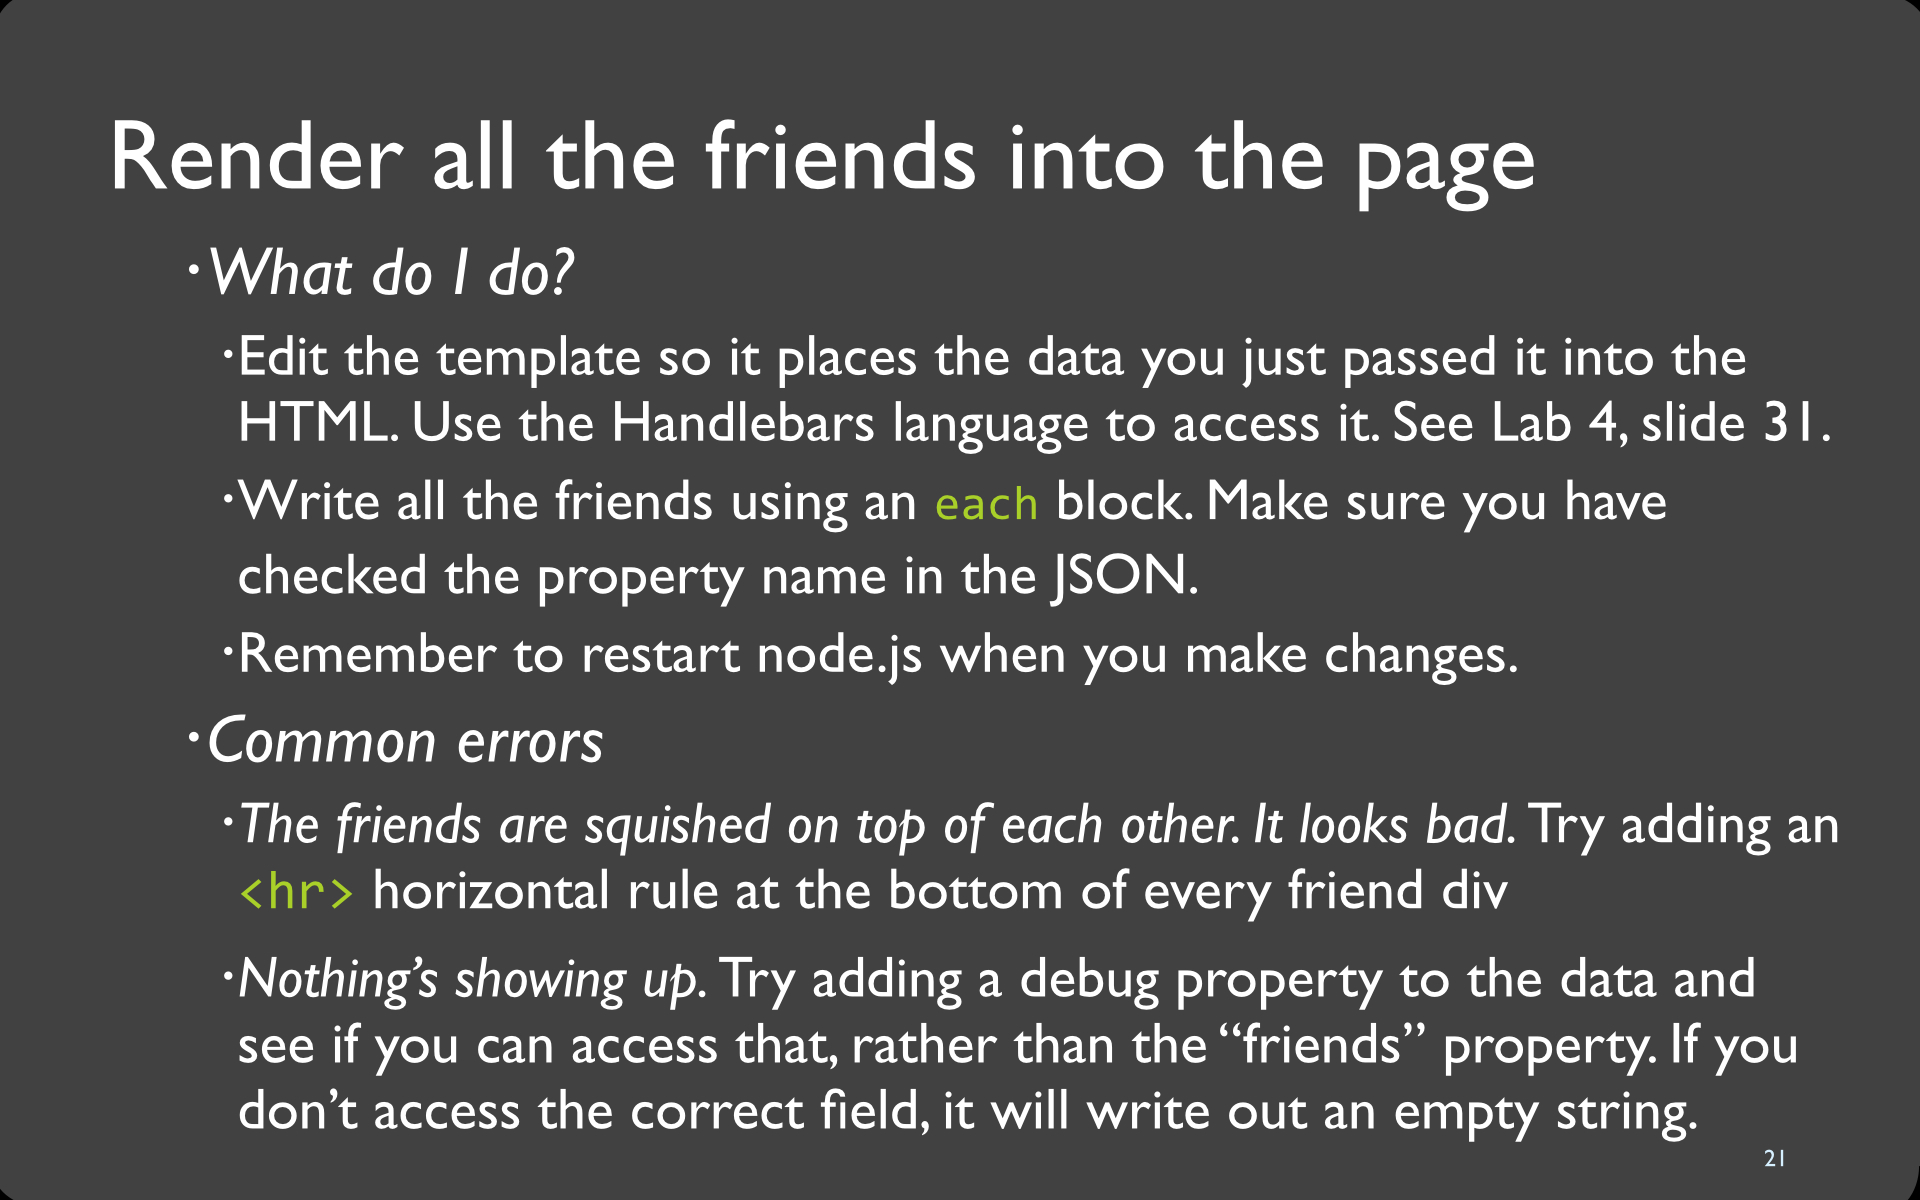 Render all the friends into the page
•What do I do?
•Edit the template so it places the data you just passed it into the
HTML. Use the Handlebars language to access it. See Lab 4, slide 31.
•Write all the friends using an each block. Make sure you have
checked the property name in the JSON.
•Remember to restart node.js when you make changes.
•Common errors
•The friends are squished on top of each other. It looks bad. Try adding an
<hr> horizontal rule at the bottom of every friend div
•Nothing’s showing up. Try adding a debug property to the data and
see if you can access that, rather than the “friends” property. If you
don’t access the correct field, it will write out an empty string.
21